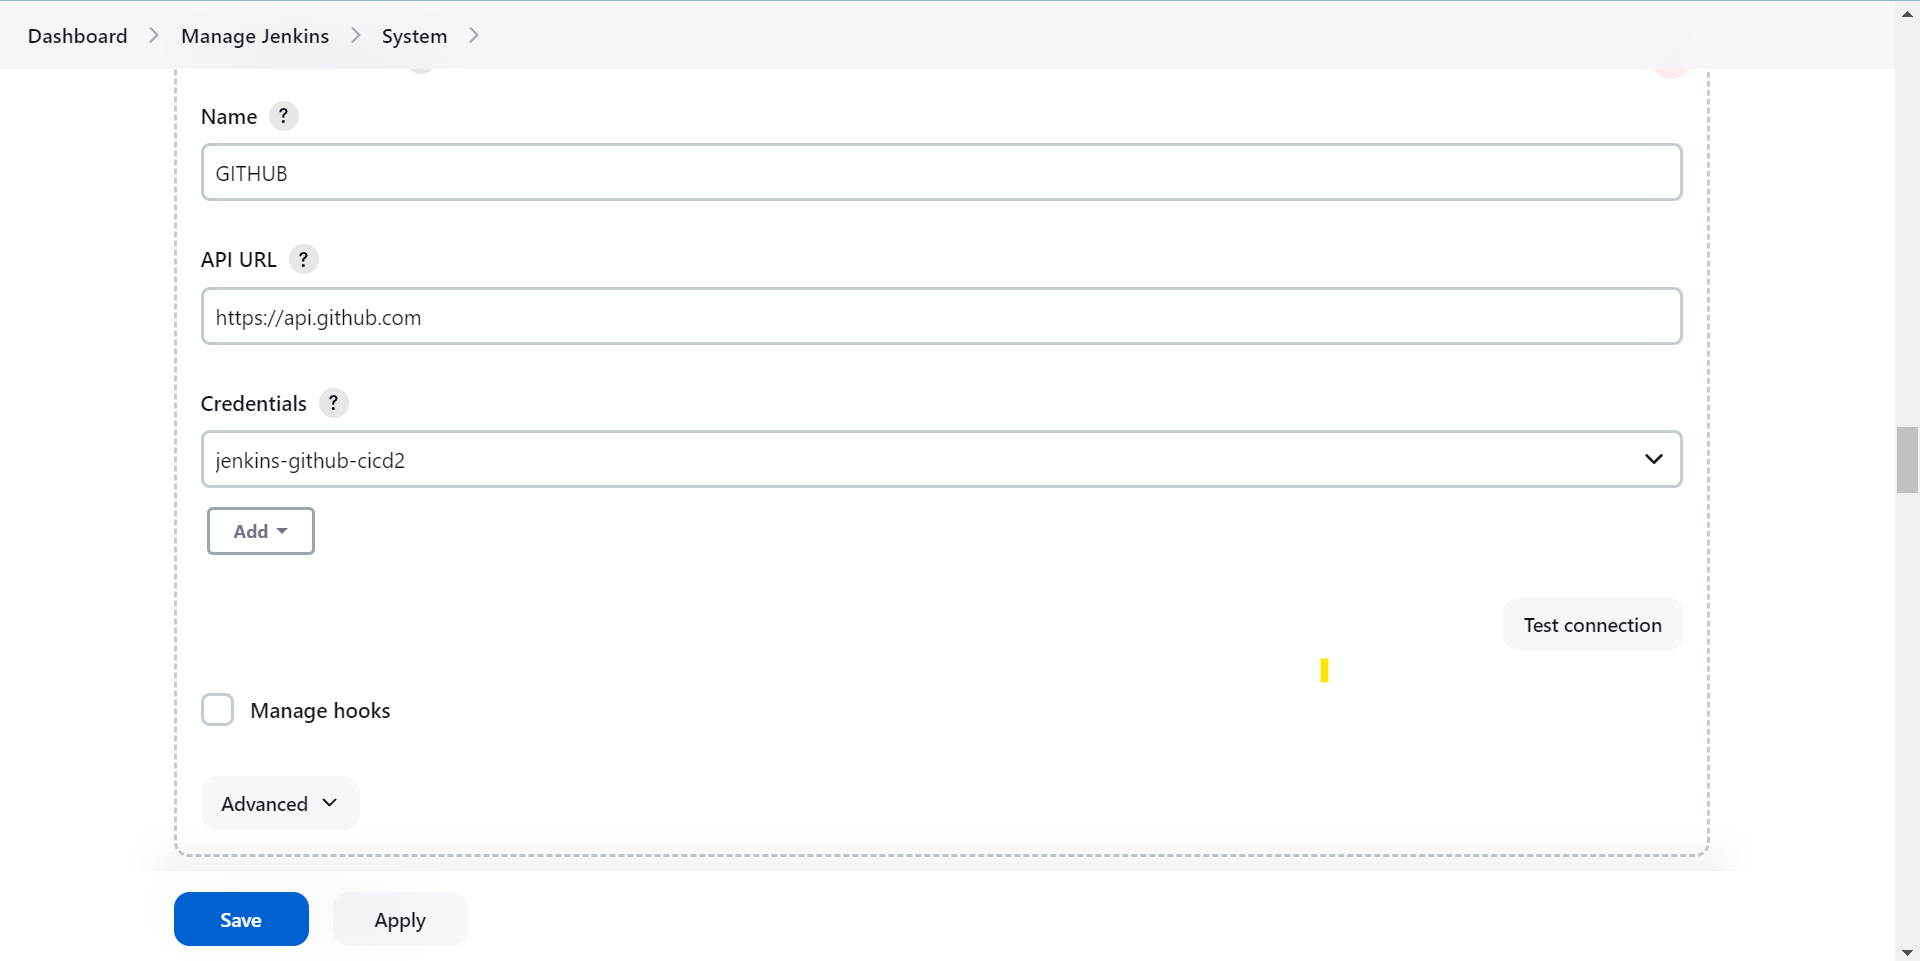 Dashboard > Manage Jenkins > System >
Name ?
GITHUB
API URL ?
https://api.github.com
Credentials ?
jenkins-github-cicd2
Add
Test connection
Manage hooks
Advanced
Save Apply